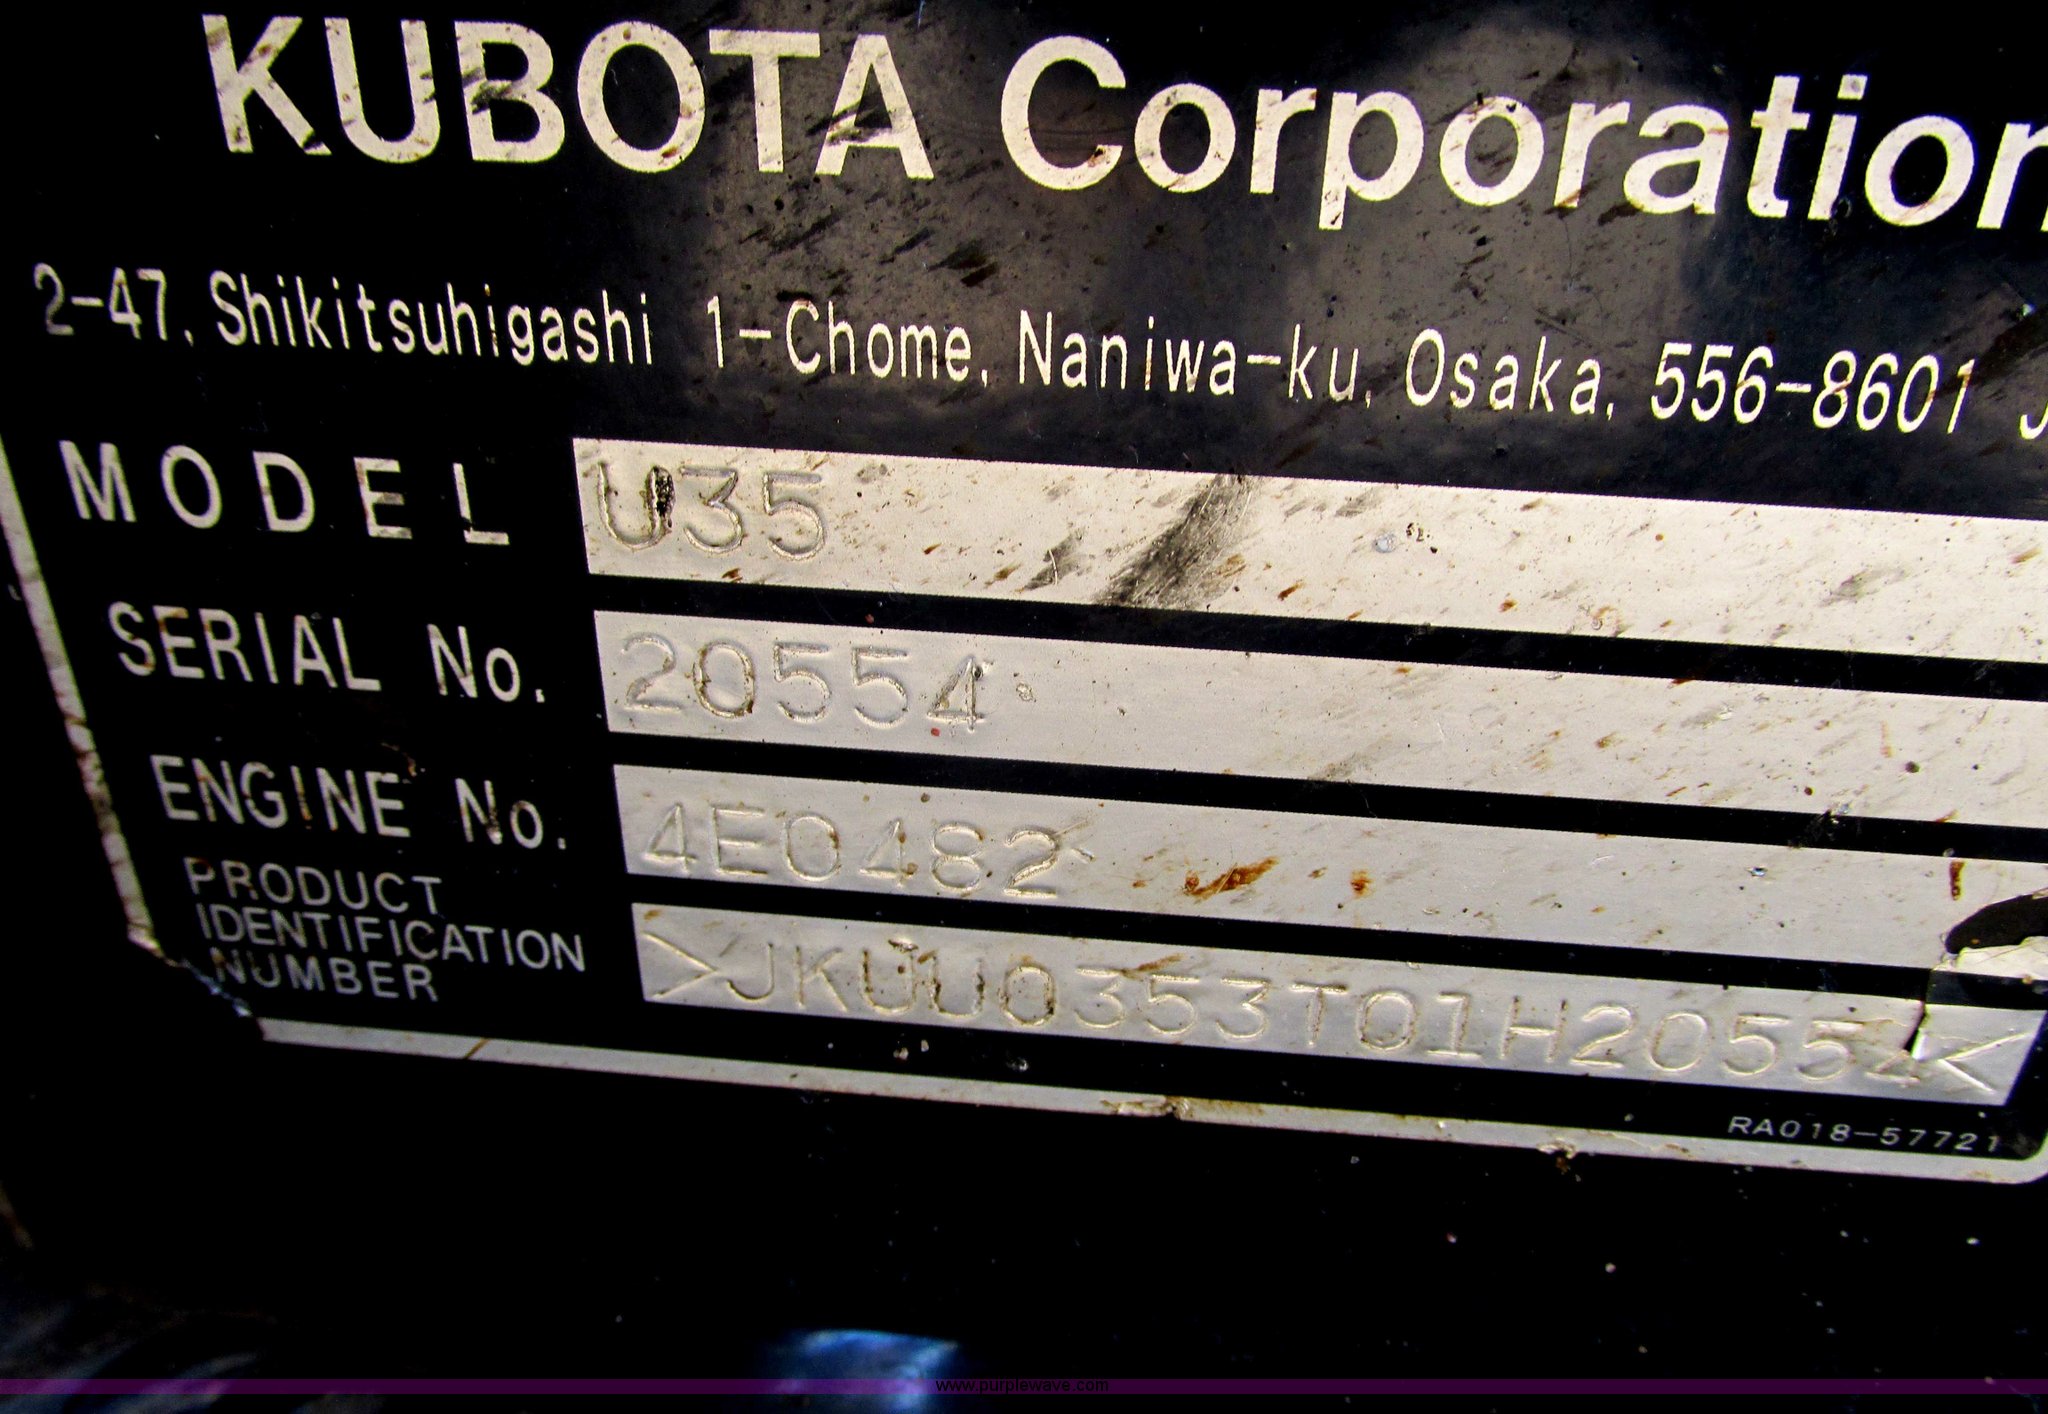 KUBOTA Corporation
2-47, Shikitsuhigashi 1-Chome, Naniwa-ku, Osaka, 556-8601 J
MODEL U35
SERIAL No. 20554
ENGINE No. 4E0482
PRODUCT
IDENTIFICATION
NUMBER
>JKUU0353T01H20554<
RA018-57721
www.purplewave.com